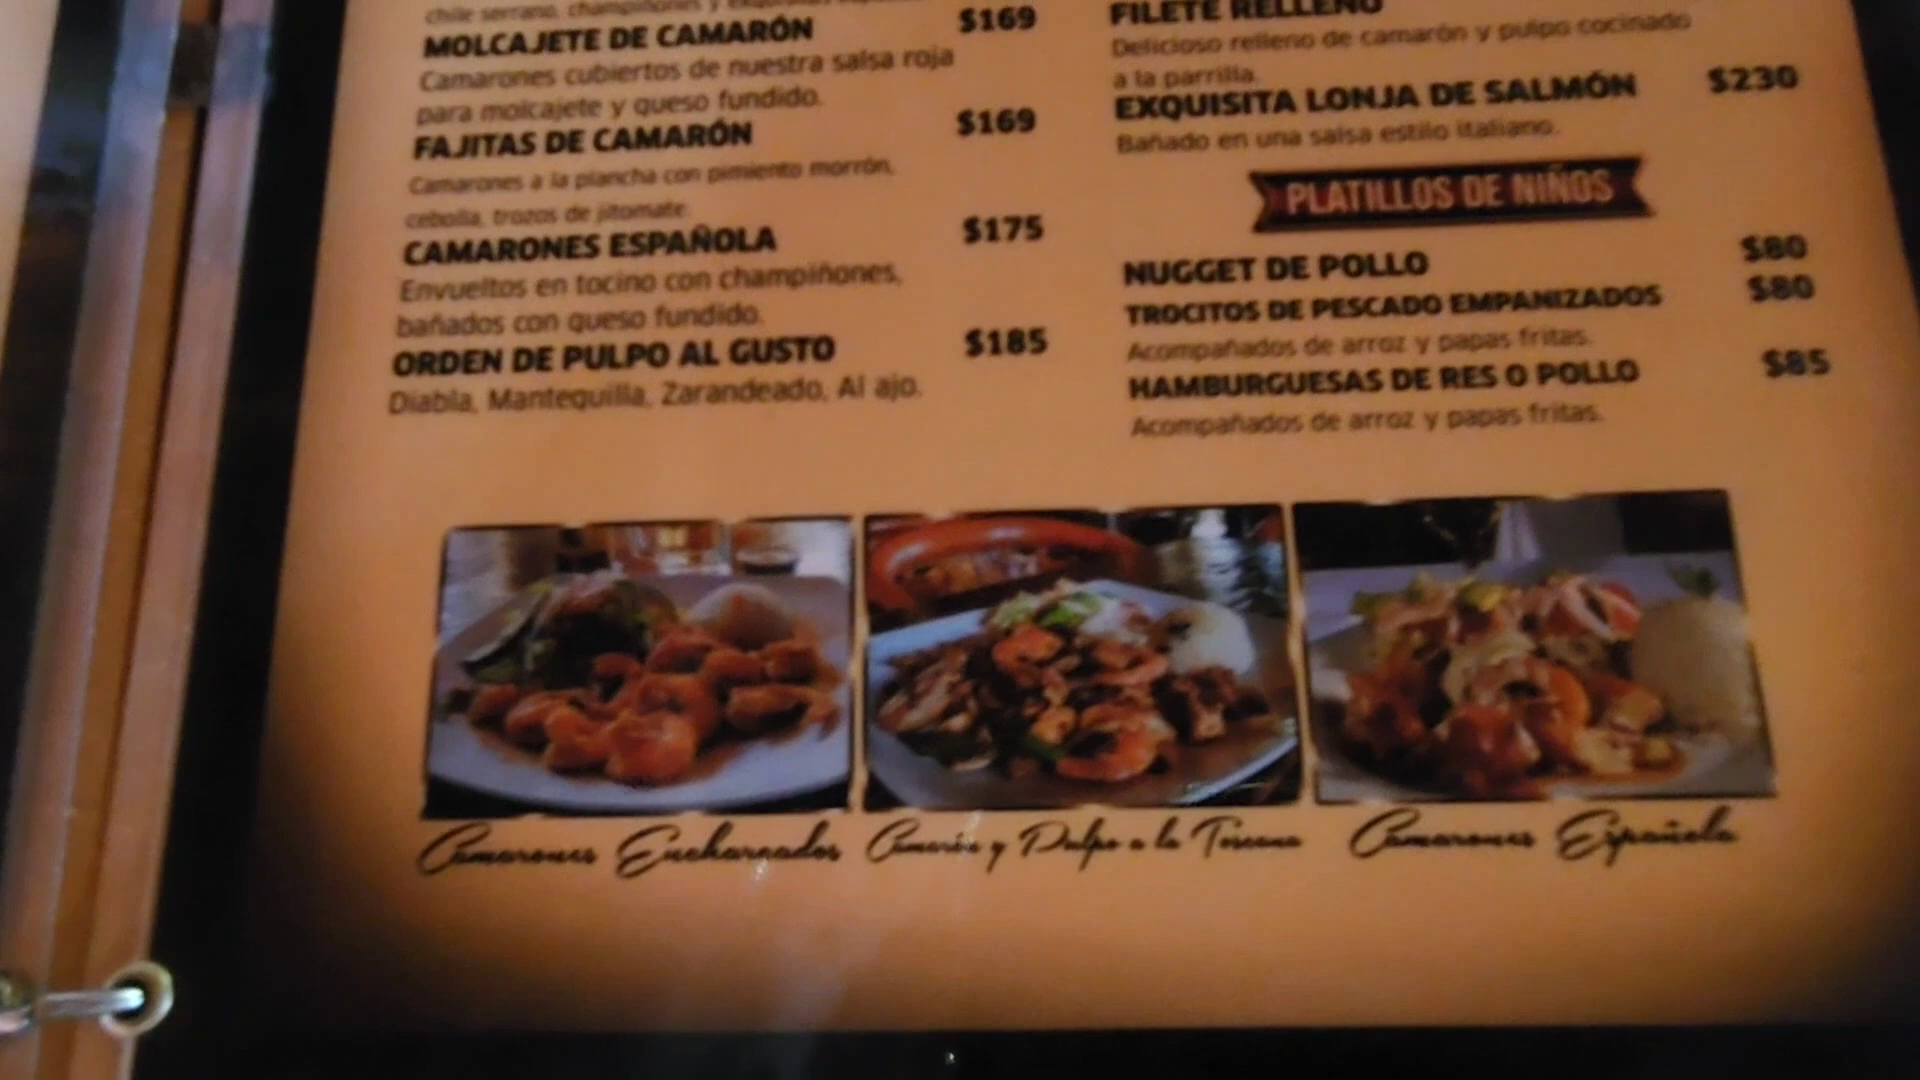 chile serrano, champiñones y
MOLCAJETE DE CAMARÓN $169
Camarones cubiertos de nuestra salsa roja
para molcajete y queso fundido.
FAJITAS DE CAMARÓN $169
Camarones a la plancha con pimiento morrón,
cebolla, trozos de jitomate.
CAMARONES ESPAÑOLA $175
Envueltos en tocino con champiñones,
bañados con queso fundido.
ORDEN DE PULPO AL GUSTO $185
Diabla, Mantequilla, Zarandeado, Al ajo.
FILETE RELLENO
Delicioso relleno de camarón y pulpo cocinado
a la parrilla.
EXQUISITA LONJA DE SALMÓN $230
Bañado en una salsa estilo italiano.
PLATILLOS DE NIÑOS
NUGGET DE POLLO $80
TROCITOS DE PESCADO EMPANIZADOS $80
Acompañados de arroz y papas fritas.
HAMBURGUESAS DE RES O POLLO $85
Acompañados de arroz y papas fritas.
Camarones Encharcados
Camarón y Pulpo a la Toscana
Camarones Española